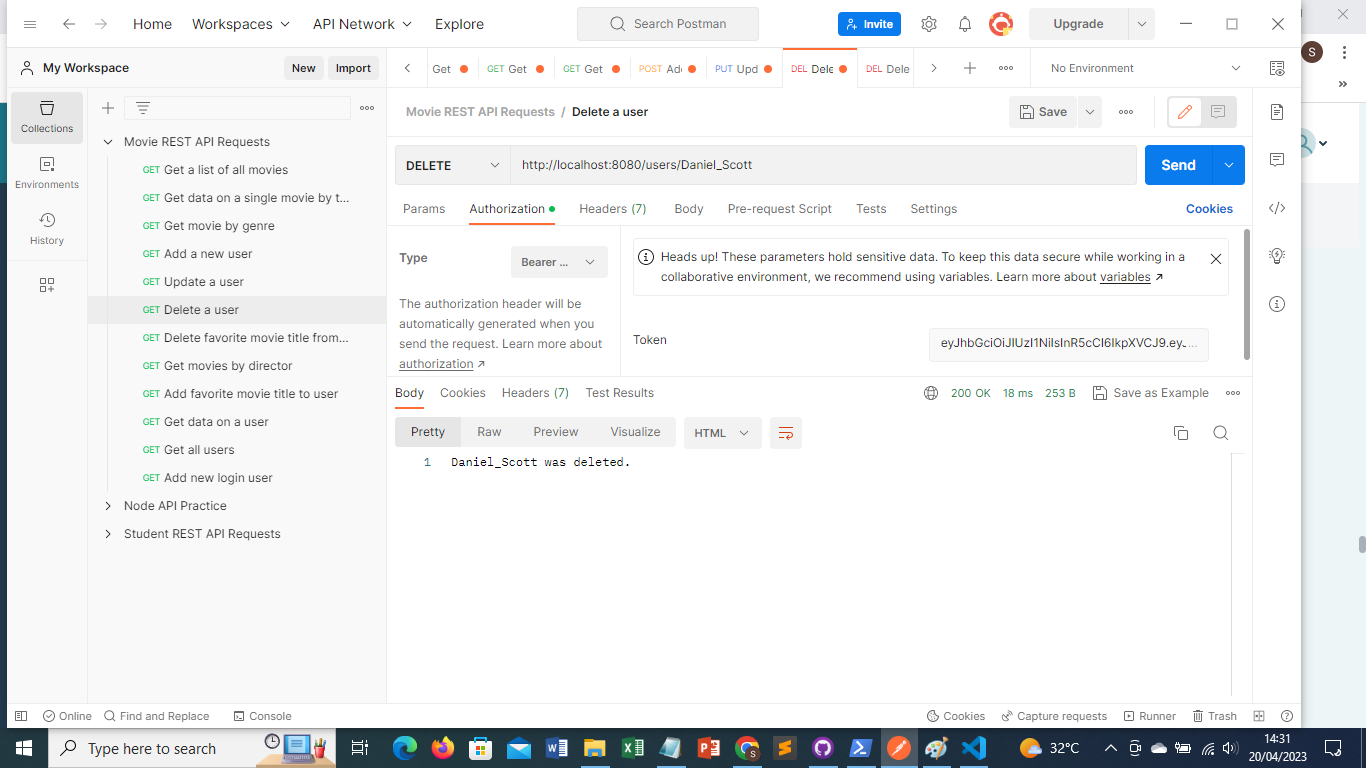 Home Workspaces API Network Explore Search Postman Invite Upgrade
S
My Workspace New Import
Get GET Get GET Get POST Ad PUT Upd DEL Dele DEL Dele No Environment
Collections
Environments
History
Movie REST API Requests
GET Get a list of all movies
GET Get data on a single movie by t...
GET Get movie by genre
GET Add a new user
GET Update a user
GET Delete a user
GET Delete favorite movie title from...
GET Get movies by director
GET Add favorite movie title to user
GET Get data on a user
GET Get all users
GET Add new login user
Node API Practice
Student REST API Requests
Movie REST API Requests / Delete a user Save
DELETE http://localhost:8080/users/Daniel_Scott Send
Params Authorization Headers (7) Body Pre-request Script Tests Settings Cookies
Type Bearer ...
The authorization header will be
automatically generated when you
send the request. Learn more about
authorization ↗
Heads up! These parameters hold sensitive data. To keep this data secure while working in a
collaborative environment, we recommend using variables. Learn more about variables ↗
Token eyJhbGciOiJIUzI1NiIsInR5cCI6IkpXVCJ9.eyJ...
Body Cookies Headers (7) Test Results 200 OK 18 ms 253 B Save as Example
Pretty Raw Preview Visualize HTML
1 Daniel_Scott was deleted.
Online Find and Replace Console Cookies Capture requests Runner Trash
Type here to search 32°C 14:31
20/04/2023